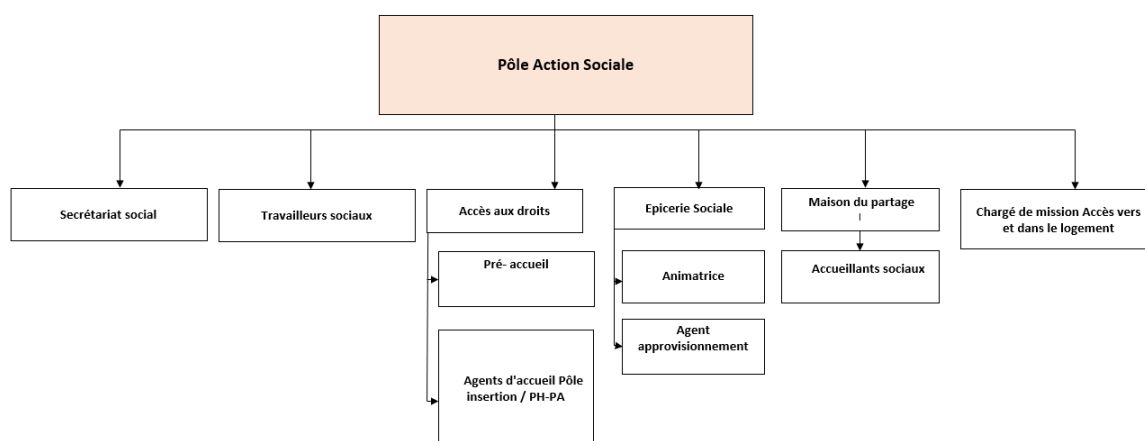 Pôle Action Sociale
Secrétariat social
Travailleurs sociaux
Accès aux droits
Epicerie Sociale
Maison du partage
Chargé de mission Accès vers
et dans le logement
Pré- accueil
Animatrice
Accueillants sociaux
Agent
approvisionnement
Agents d'accueil Pôle
insertion / PH-PA